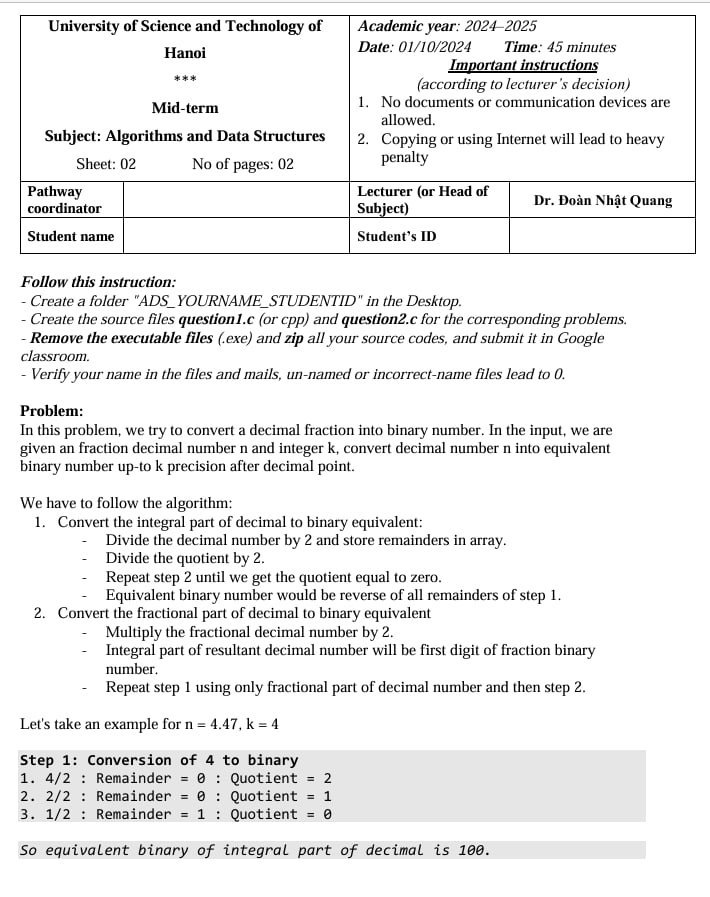 University of Science and Technology of
Hanoi
***
Mid-term
Subject: Algorithms and Data Structures
Sheet: 02 No of pages: 02
Academic year: 2024–2025
Date: 01/10/2024 Time: 45 minutes
Important instructions
(according to lecturer's decision)
1. No documents or communication devices are
allowed.
2. Copying or using Internet will lead to heavy
penalty
Pathway
coordinator
Lecturer (or Head of
Subject)
Dr. Đoàn Nhật Quang
Student name
Student's ID
Follow this instruction:
- Create a folder "ADS_YOURNAME_STUDENTID" in the Desktop.
- Create the source files question1.c (or cpp) and question2.c for the corresponding problems.
- Remove the executable files (.exe) and zip all your source codes, and submit it in Google
classroom.
- Verify your name in the files and mails, un-named or incorrect-name files lead to 0.
Problem:
In this problem, we try to convert a decimal fraction into binary number. In the input, we are
given an fraction decimal number n and integer k, convert decimal number n into equivalent
binary number up-to k precision after decimal point.
We have to follow the algorithm:
1. Convert the integral part of decimal to binary equivalent:
- Divide the decimal number by 2 and store remainders in array.
- Divide the quotient by 2.
- Repeat step 2 until we get the quotient equal to zero.
- Equivalent binary number would be reverse of all remainders of step 1.
2. Convert the fractional part of decimal to binary equivalent
- Multiply the fractional decimal number by 2.
- Integral part of resultant decimal number will be first digit of fraction binary
number.
- Repeat step 1 using only fractional part of decimal number and then step 2.
Let's take an example for n = 4.47, k = 4
Step 1: Conversion of 4 to binary
1. 4/2 : Remainder = 0 : Quotient = 2
2. 2/2 : Remainder = 0 : Quotient = 1
3. 1/2 : Remainder = 1 : Quotient = 0
So equivalent binary of integral part of decimal is 100.